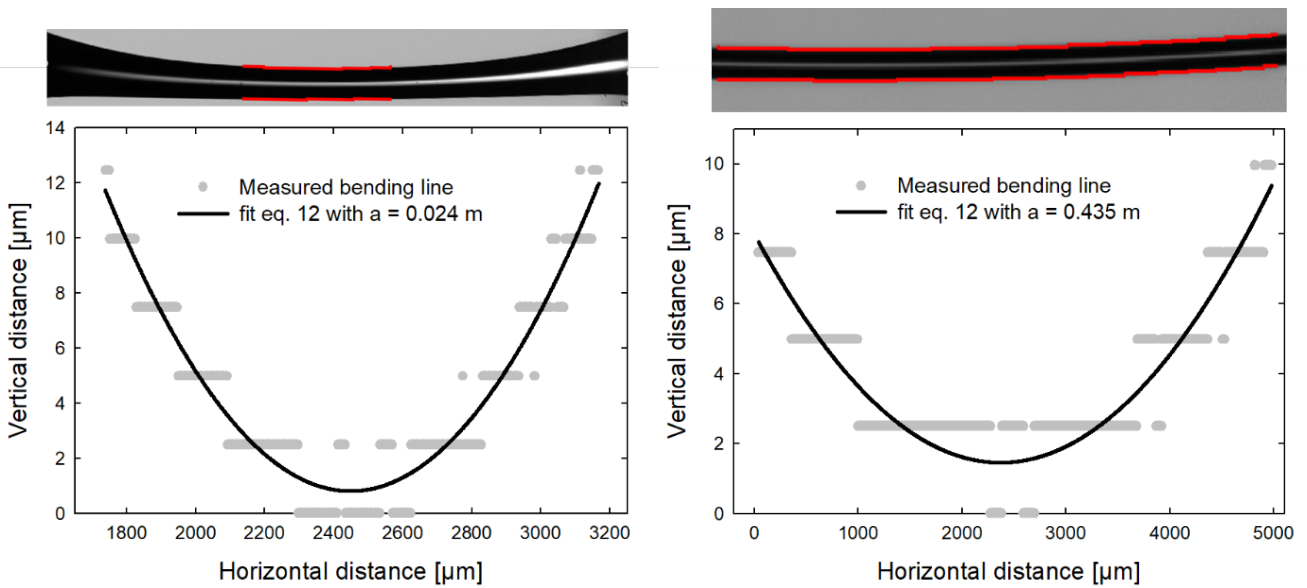 14
12
10
8
6
4
2
0
Vertical distance [µm]
Measured bending line
fit eq. 12 with a = 0.024 m
1800 2000 2200 2400 2600 2800 3000 3200
Horizontal distance [µm]
10
8
6
4
2
0
Vertical distance [µm]
Measured bending line
fit eq. 12 with a = 0.435 m
0 1000 2000 3000 4000 5000
Horizontal distance [µm]